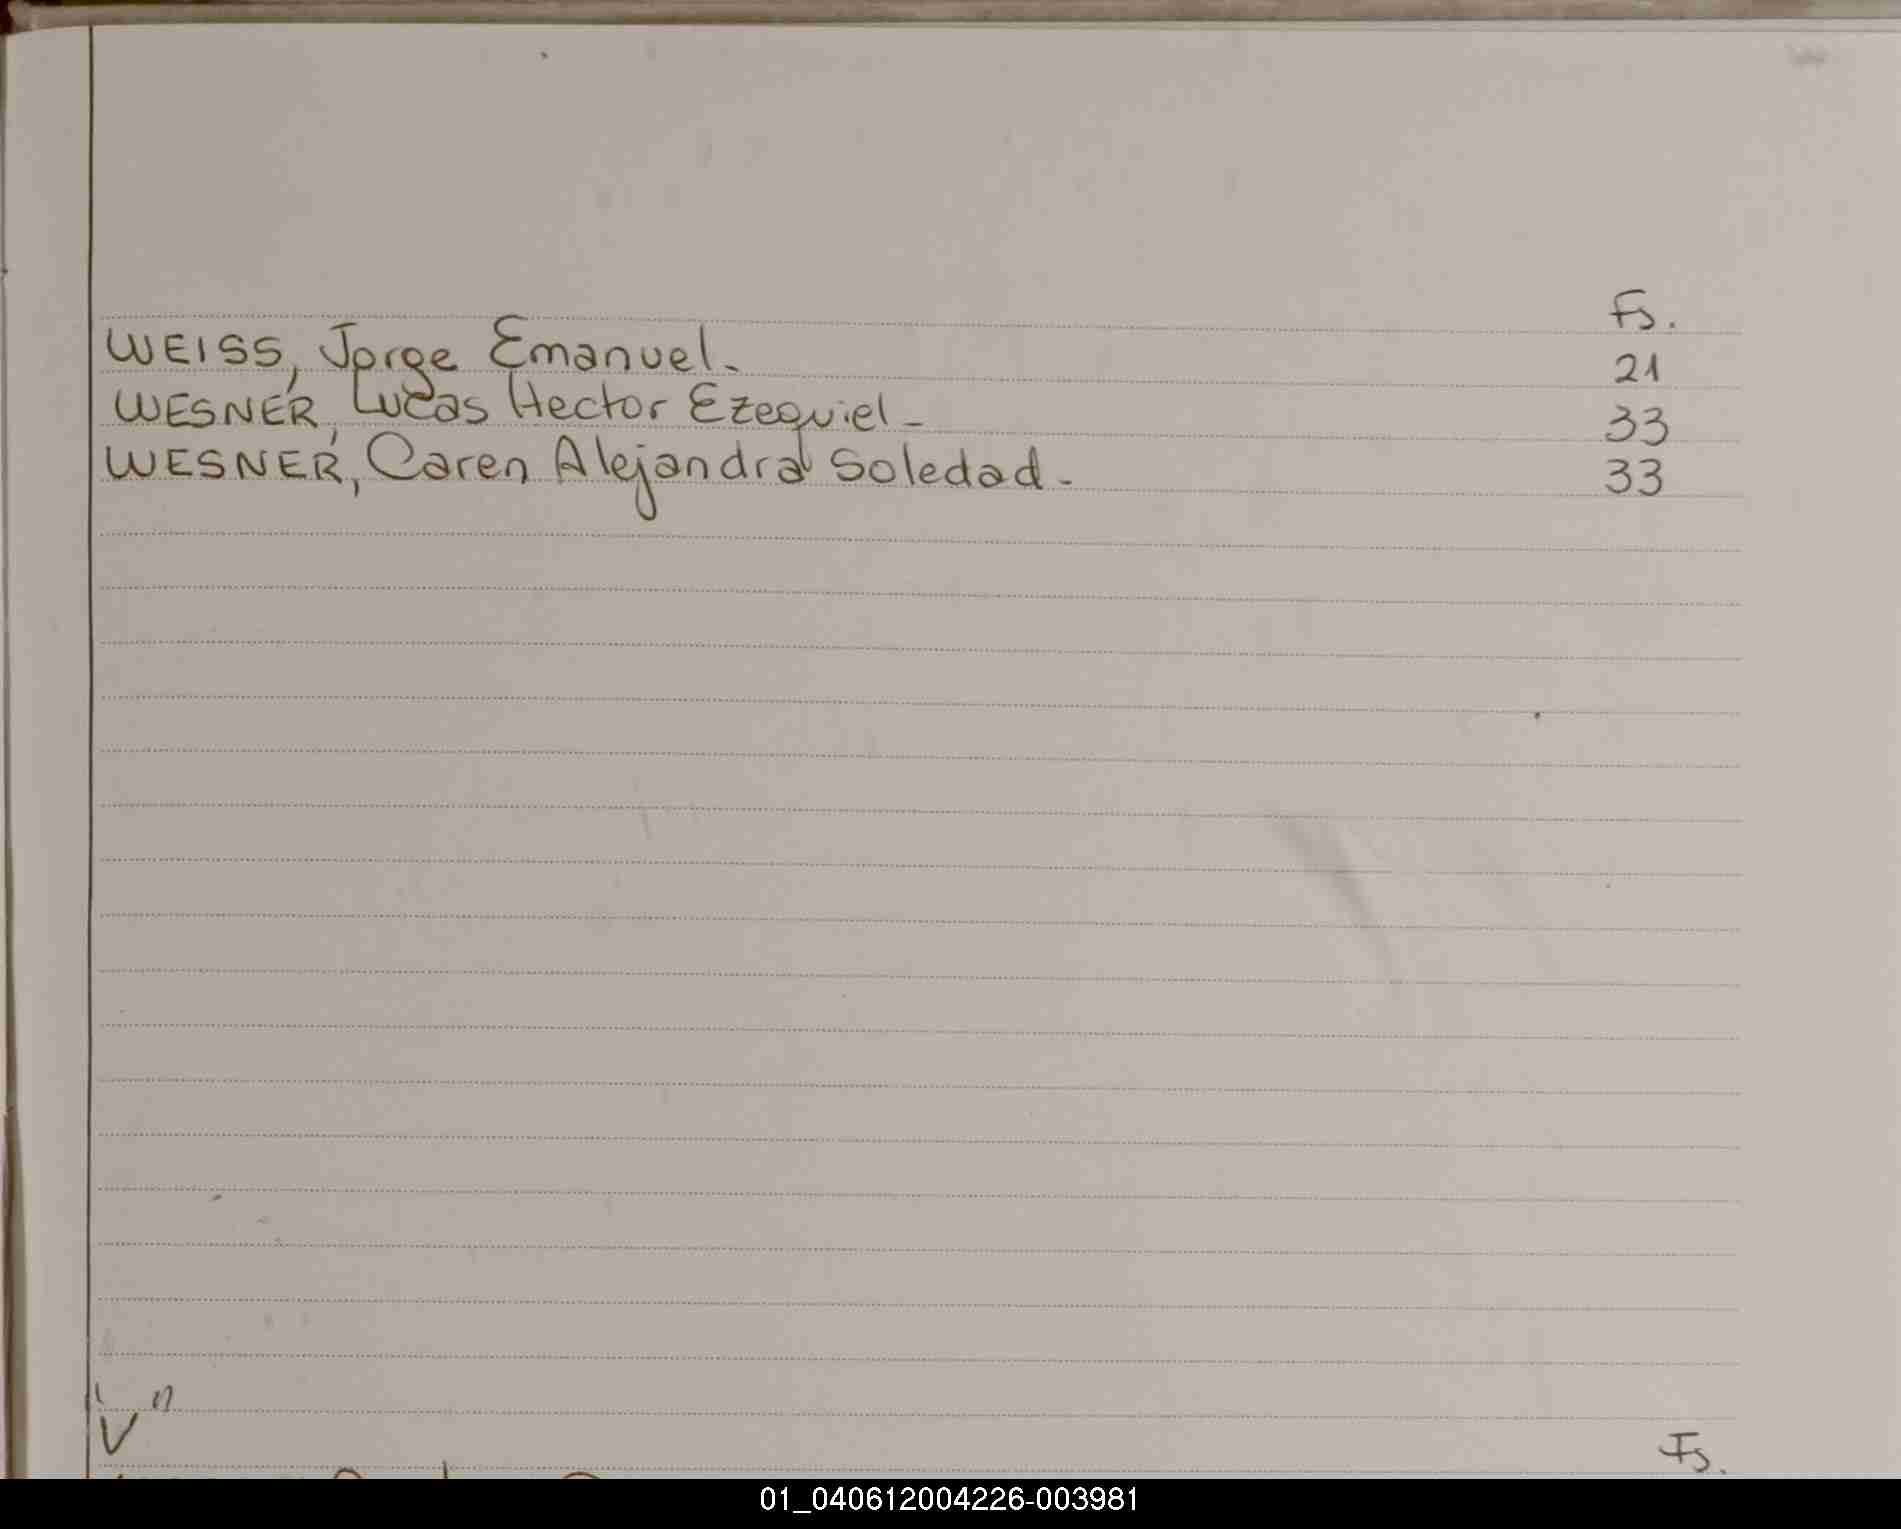 Fs.
WEISS, Jorge Emanuel. 21
WESNER, Lucas Hector Ezequiel - 33
WESNER, Caren Alejandra Soledad - 33
"V"
Fs.
01_040612004226-003981